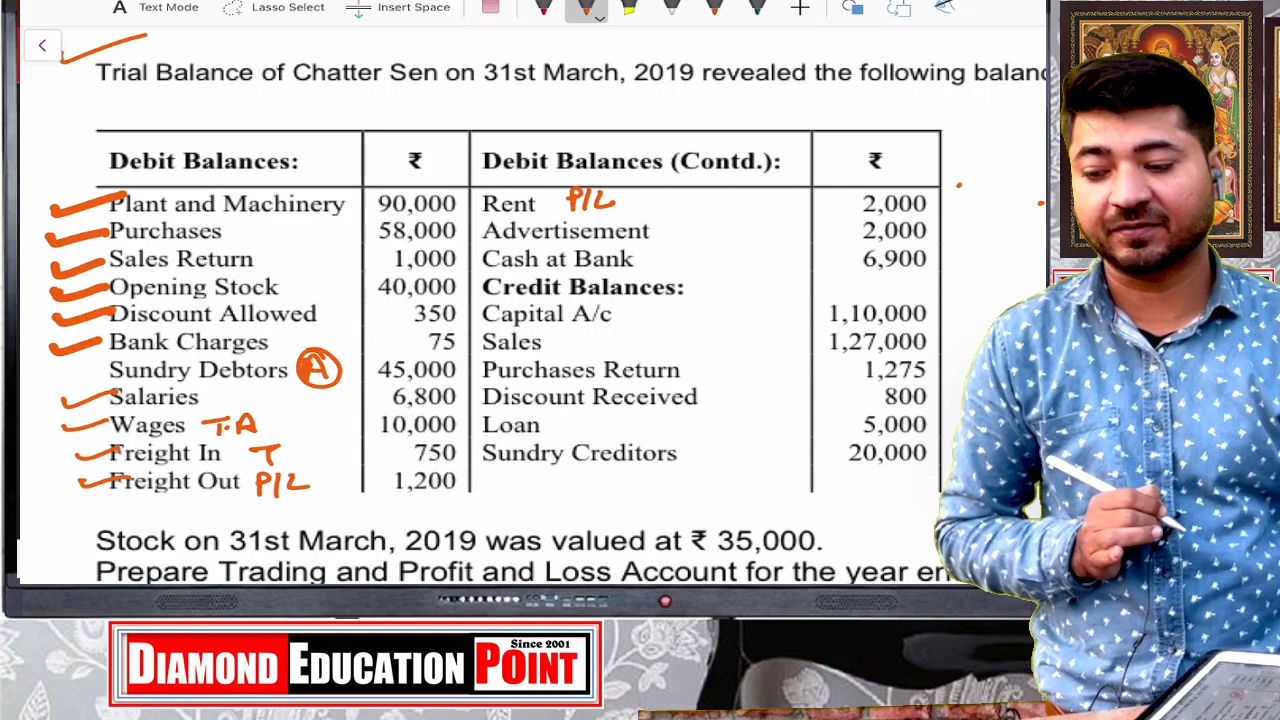 Text Mode Lasso Select Insert Space
Trial Balance of Chatter Sen on 31st March, 2019 revealed the following
Debit Balances: ₹ Debit Balances (Contd.): ₹
Plant and Machinery 90,000 Rent P/L 2,000
Purchases 58,000 Advertisement 2,000
Sales Return 1,000 Cash at Bank 6,900
Opening Stock 40,000 Credit Balances:
Discount Allowed 350 Capital A/c 1,10,000
Bank Charges 75 Sales 1,27,000
Sundry Debtors A 45,000 Purchases Return 1,275
Salaries 6,800 Discount Received 800
Wages T.A 10,000 Loan 5,000
Freight In T 750 Sundry Creditors 20,000
Freight Out P/L 1,200
Stock on 31st March, 2019 was valued at ₹ 35,000.
Prepare Trading and Profit and Loss Account for the year
Since 2001
DIAMOND EDUCATION POINT